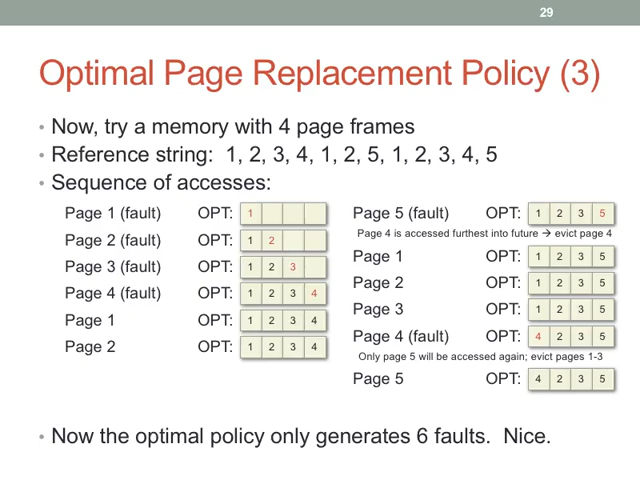 29
Optimal Page Replacement Policy (3)
• Now, try a memory with 4 page frames
• Reference string: 1, 2, 3, 4, 1, 2, 5, 1, 2, 3, 4, 5
• Sequence of accesses:
Page 1 (fault) OPT: 1
Page 2 (fault) OPT: 1 2
Page 3 (fault) OPT: 1 2 3
Page 4 (fault) OPT: 1 2 3 4
Page 1 OPT: 1 2 3 4
Page 2 OPT: 1 2 3 4
Page 5 (fault) OPT: 1 2 3 5
Page 4 is accessed furthest into future → evict page 4
Page 1 OPT: 1 2 3 5
Page 2 OPT: 1 2 3 5
Page 3 OPT: 1 2 3 5
Page 4 (fault) OPT: 4 2 3 5
Only page 5 will be accessed again; evict pages 1-3
Page 5 OPT: 4 2 3 5
• Now the optimal policy only generates 6 faults. Nice.